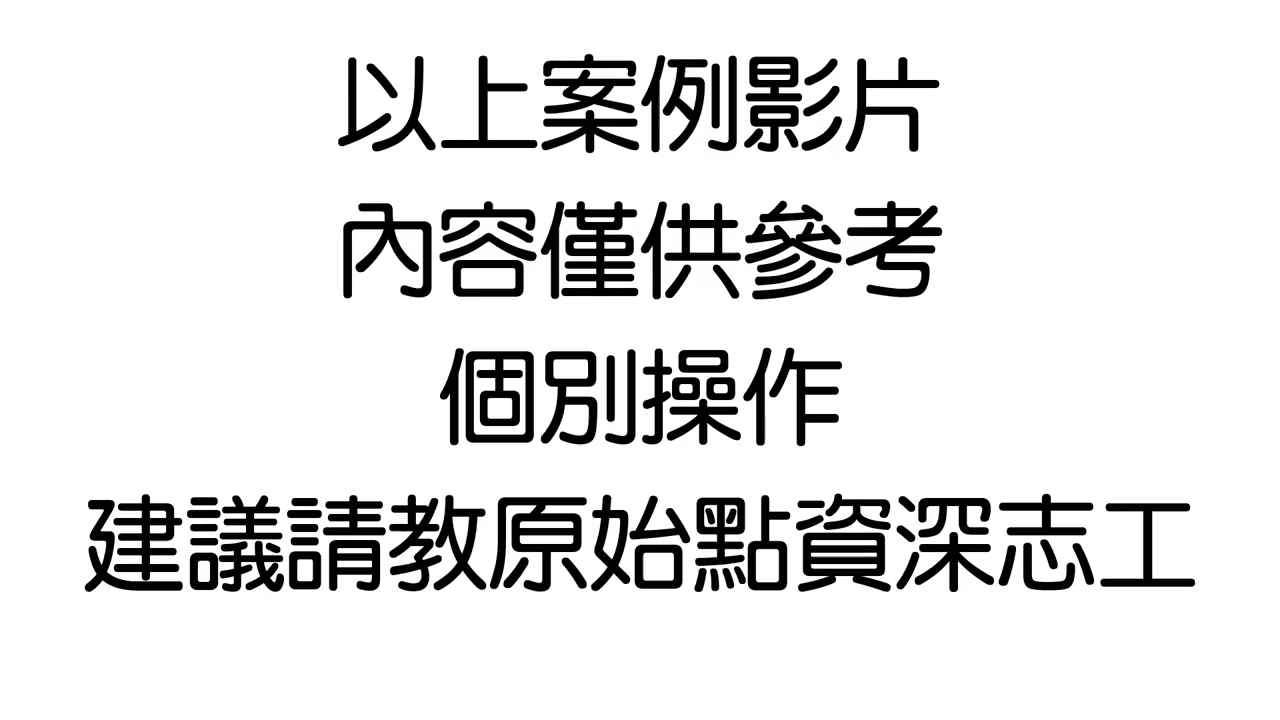 以上案例影片
內容僅供參考
個別操作
建議請教原始點資深志工